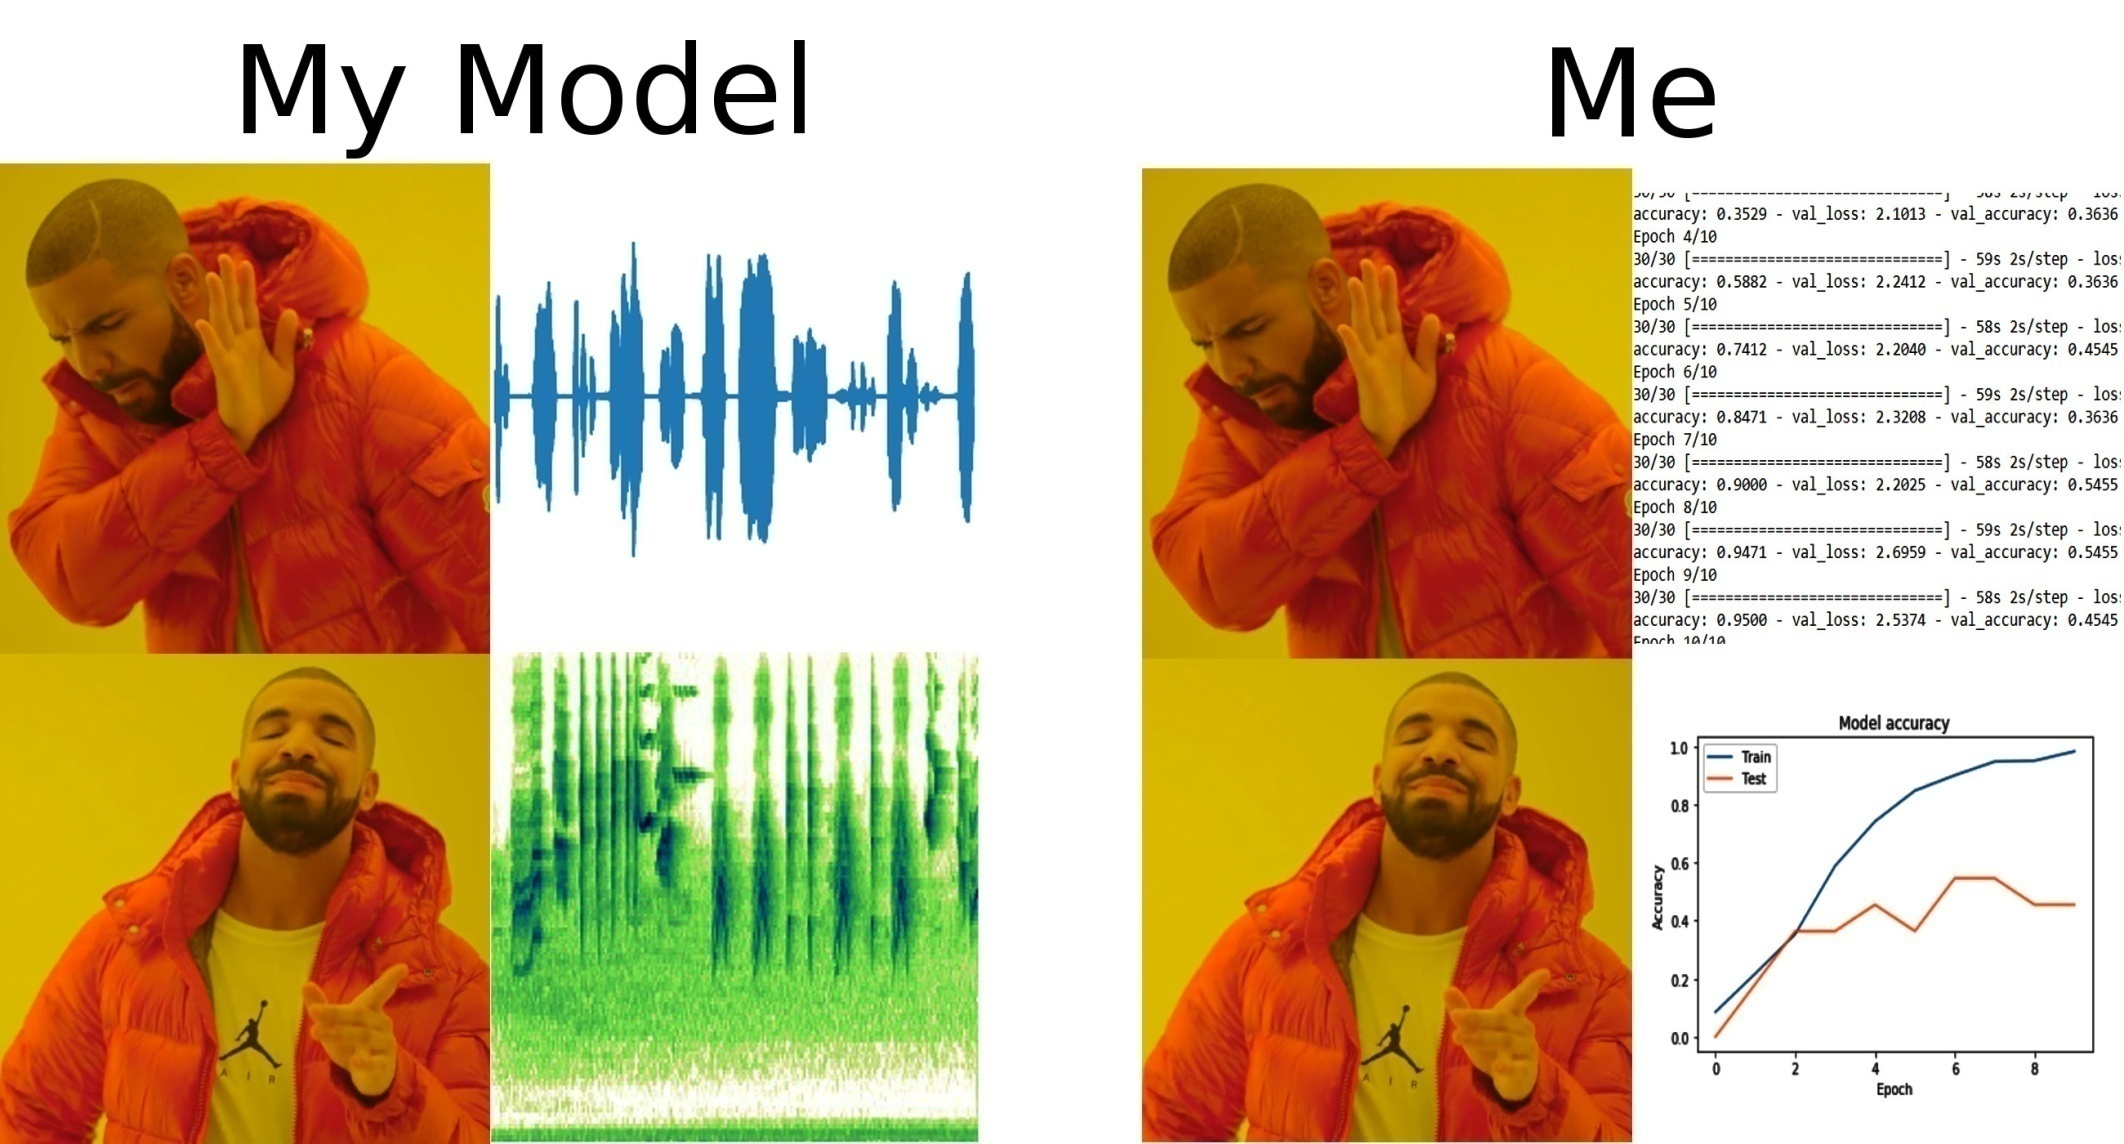 My Model
Me
accuracy: 0.3529 - val_loss: 2.1013 - val_accuracy: 0.3636
Epoch 4/10
30/30 [==============================] - 59s 2s/step - loss
accuracy: 0.5882 - val_loss: 2.2412 - val_accuracy: 0.3636
Epoch 5/10
30/30 [==============================] - 58s 2s/step - loss
accuracy: 0.7412 - val_loss: 2.2040 - val_accuracy: 0.4545
Epoch 6/10
30/30 [==============================] - 59s 2s/step - loss
accuracy: 0.8471 - val_loss: 2.3208 - val_accuracy: 0.3636
Epoch 7/10
30/30 [==============================] - 58s 2s/step - loss
accuracy: 0.9000 - val_loss: 2.2025 - val_accuracy: 0.5455
Epoch 8/10
30/30 [==============================] - 59s 2s/step - loss
accuracy: 0.9471 - val_loss: 2.6959 - val_accuracy: 0.5455
Epoch 9/10
30/30 [==============================] - 58s 2s/step - loss
accuracy: 0.9500 - val_loss: 2.5374 - val_accuracy: 0.4545
Epoch 10/10
AIR
AIR
Model accuracy
Train
Test
1.0
0.8
0.6
0.4
0.2
0.0
Accuracy
0 2 4 6 8
Epoch